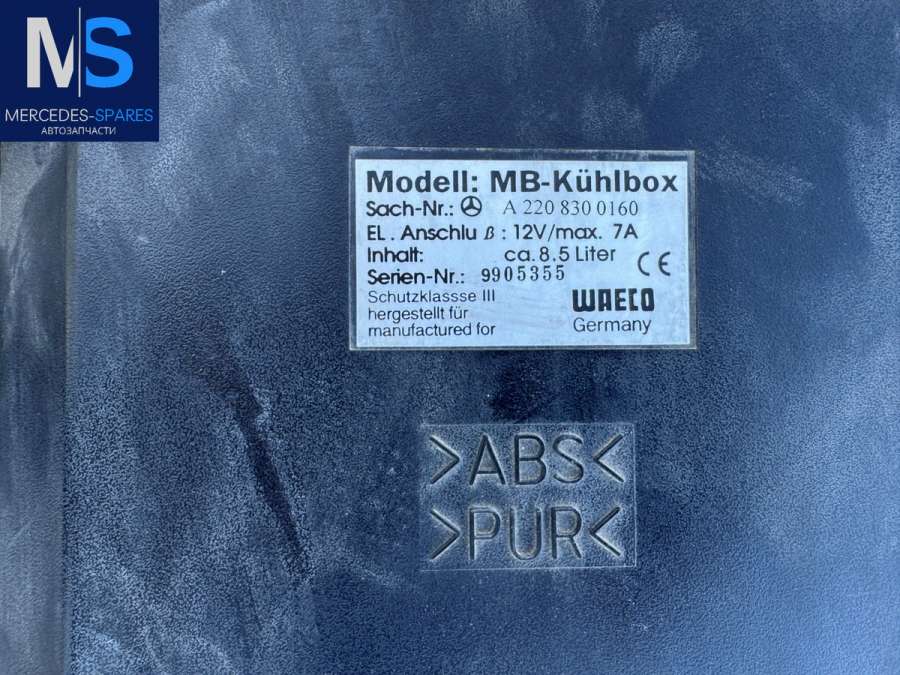 MS
MERCEDES-SPARES
АВТОЗАПЧАСТИ
Modell: MB-Kühlbox
Sach-Nr.: A 220 830 0160
EL. Anschlu ß : 12V/max. 7A
Inhalt: ca. 8.5 Liter
Serien-Nr.: 9905355
CE
Schutzklassse III
hergestellt für
manufactured for
WAECO
Germany
>ABS<
>PUR<